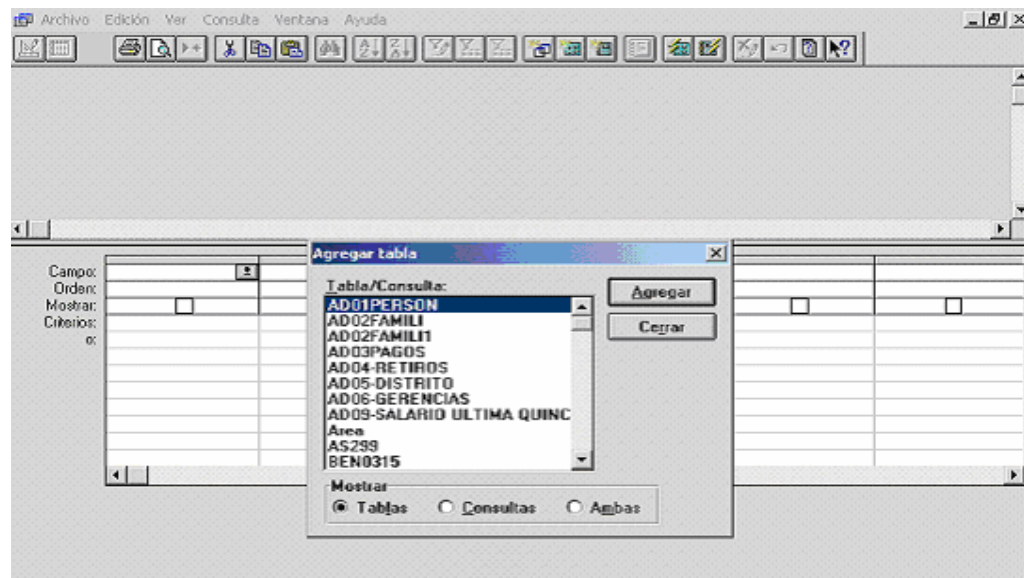 Archivo Edición Ver Consulta Ventana Ayuda
Agregar tabla
Tabla/Consulta:
AD01PERSON
AD02FAMILI
AD02FAMILI1
AD03PAGOS
AD04-RETIROS
AD05-DISTRITO
AD06-GERENCIAS
AD09-SALARIO ULTIMA QUINC
Area
AS299
BEN0315
Agregar
Cerrar
Mostrar
Tablas Consultas Ambas
Campo:
Orden:
Mostrar:
Criterios:
o: